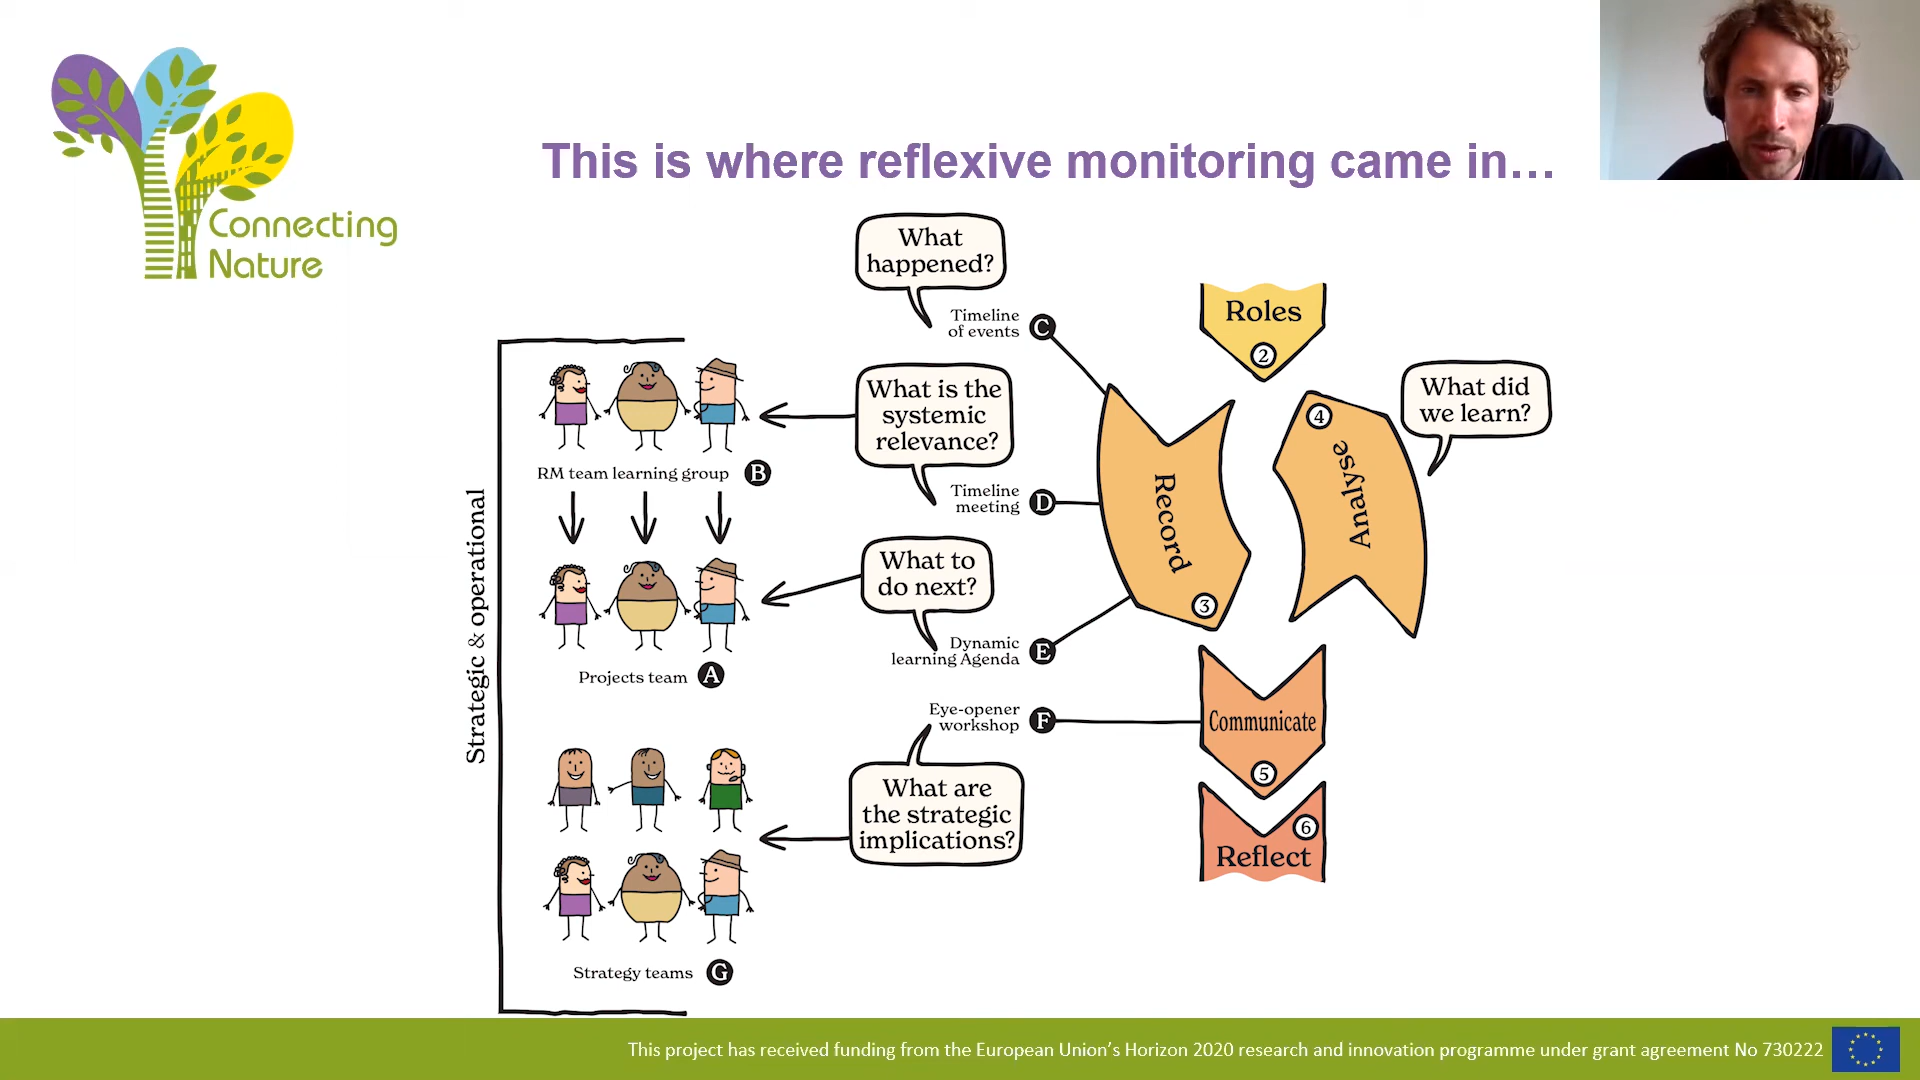 Connecting
Nature
This is where reflexive monitoring came in...
What
happened?
Timeline
of events
C
Roles
2
What is the
systemic
relevance?
What did
we learn?
4
Analyse
Record
3
RM team learning group
B
Timeline
meeting
D
Strategic & operational
What to
do next?
Dynamic
learning Agenda
E
Projects team
A
Eye-opener
workshop
F
Communicate
5
What are
the strategic
implications?
6
Reflect
Strategy teams
G
This project has received funding from the European Union's Horizon 2020 research and innovation programme under grant agreement No 730222